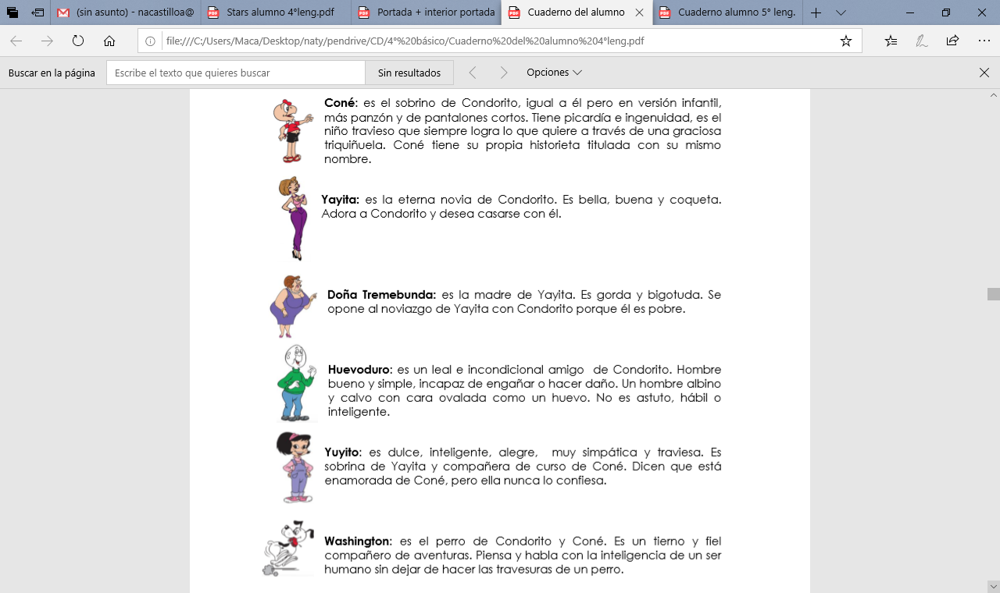 (sin asunto) - nacastilloa@
Stars alumno 4°leng.pdf
Portada + interior portada
Cuaderno del alumno
Cuaderno alumno 5° leng.
file:///C:/Users/Maca/Desktop/naty/pendrive/CD/4°%20básico/Cuaderno%20del%20alumno%204°leng.pdf
Buscar en la página
Escribe el texto que quieres buscar
Sin resultados
Opciones
Coné: es el sobrino de Condorito, igual a él pero en versión infantil,
más panzón y de pantalones cortos. Tiene picardía e ingenuidad, es el
niño travieso que siempre logra lo que quiere a través de una graciosa
triquiñuela. Coné tiene su propia historieta titulada con su mismo
nombre.
Yayita: es la eterna novia de Condorito. Es bella, buena y coqueta.
Adora a Condorito y desea casarse con él.
Doña Tremebunda: es la madre de Yayita. Es gorda y bigotuda. Se
opone al noviazgo de Yayita con Condorito porque él es pobre.
Huevoduro: es un leal e incondicional amigo de Condorito. Hombre
bueno y simple, incapaz de engañar o hacer daño. Un hombre albino
y calvo con cara ovalada como un huevo. No es astuto, hábil o
inteligente.
Yuyito: es dulce, inteligente, alegre, muy simpática y traviesa. Es
sobrina de Yayita y compañera de curso de Coné. Dicen que está
enamorada de Coné, pero ella nunca lo confiesa.
Washington: es el perro de Condorito y Coné. Es un tierno y fiel
compañero de aventuras. Piensa y habla con la inteligencia de un ser
humano sin dejar de hacer las travesuras de un perro.